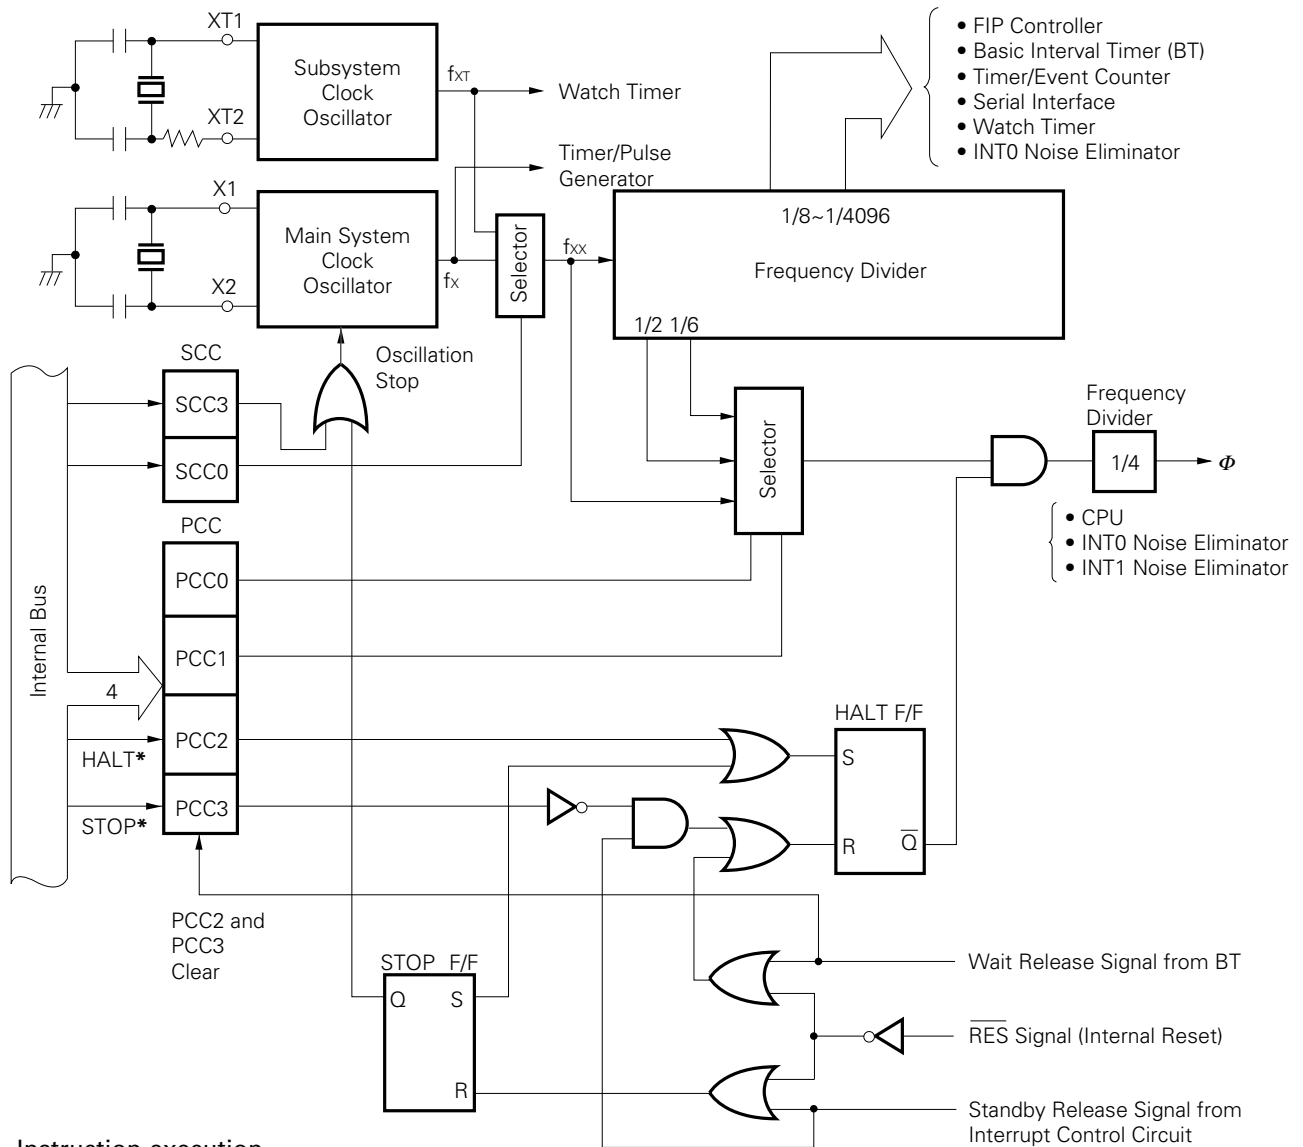 XT1
XT2
Subsystem
Clock
Oscillator
fXT
Watch Timer
Timer/Pulse
Generator
• FIP Controller
• Basic Interval Timer (BT)
• Timer/Event Counter
• Serial Interface
• Watch Timer
• INT0 Noise Eliminator
X1
X2
Main System
Clock
Oscillator
fX
Selector
fXX
1/8~1/4096
Frequency Divider
1/2 1/6
Oscillation
Stop
SCC
SCC3
SCC0
PCC
PCC0
PCC1
PCC2
PCC3
Internal Bus
4
HALT*
STOP*
PCC2 and
PCC3
Clear
Selector
Frequency
Divider
1/4
Φ
• CPU
• INT0 Noise Eliminator
• INT1 Noise Eliminator
HALT F/F
S
R
Q̅
STOP F/F
Q
S
R
Wait Release Signal from BT
R̅E̅S̅ Signal (Internal Reset)
Standby Release Signal from
Interrupt Control Circuit